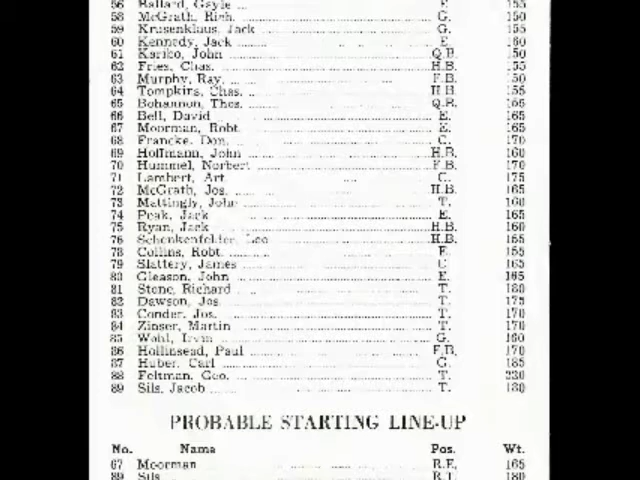 56 Ballard, Gayle E. 155
58 McGrath, Rich. G. 150
59 Krusenklaus, Jack G. 155
60 Kennedy, Jack E. 160
61 Karibo, John Q.B. 150
62 Fries, Chas. H.B. 155
63 Murphy, Ray. F.B. 150
64 Tompkins, Chas. H.B. 155
65 Bohannon, Thos. Q.B.
66 Bell, David E. 165
67 Moorman, Robt. E. 165
68 Francke, Don. C. 170
69 Hoffmann, John H.B. 160
70 Hummel, Norbert F.B. 170
71 Lambert, Art C. 175
72 McGrath, Jos. H.B. 165
73 Mattingly, John T. 160
74 Peak, Jack E. 165
75 Ryan, Jack H.B. 160
76 Schenkenfelder, Leo H.B. 155
78 Collins, Robt. E. 155
79 Slattery, James C. 165
80 Gleason, John E. 165
81 Stone, Richard T. 180
82 Dawson, Jos. T. 175
83 Conder, Jos. T. 170
84 Zinser, Martin T. 170
85 Wohl, Irvin G. 160
86 Hollinsead, Paul F.B. 170
87 Huber, Carl G. 185
88 Feltman, Geo. T. 230
89 Sils, Jacob T. 180
PROBABLE STARTING LINE-UP
No. Name Pos. Wt.
67 Moorman R.E. 165
89 Sils R.T. 180